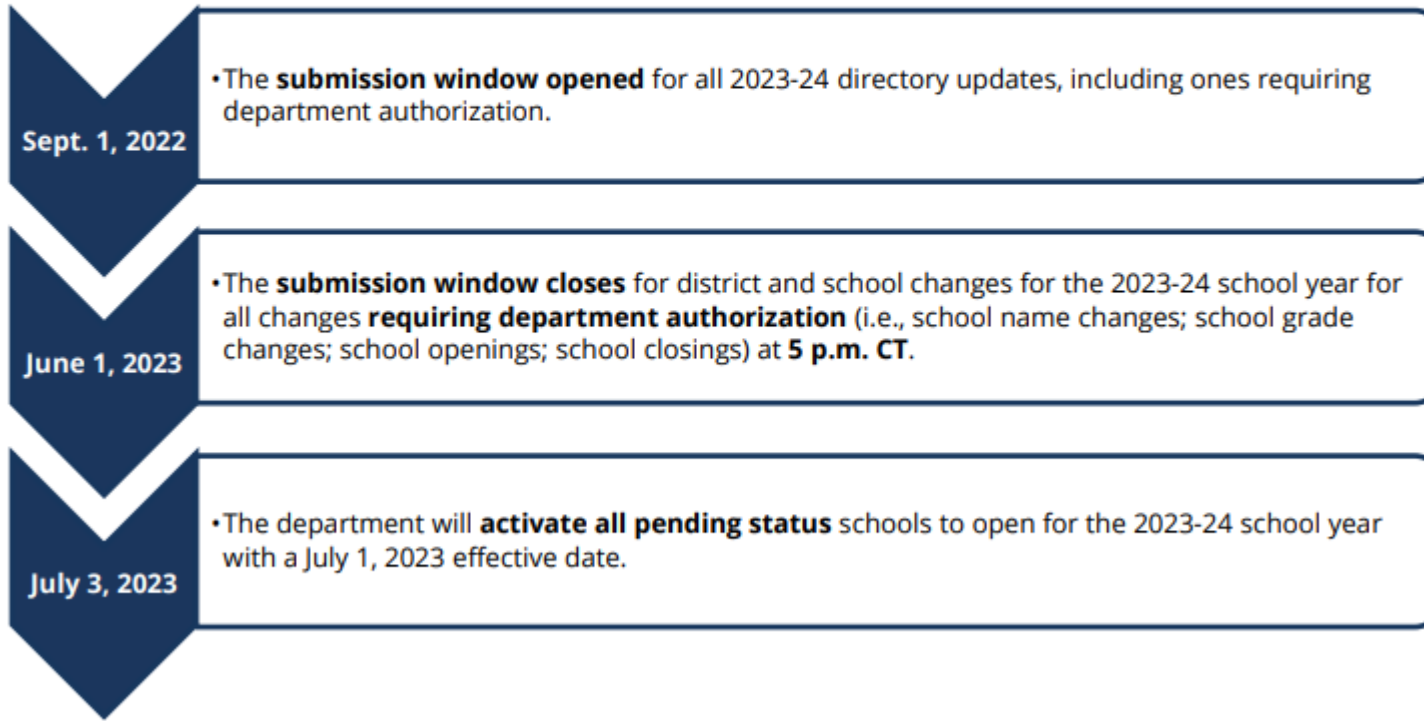 Sept. 1, 2022
•The submission window opened for all 2023-24 directory updates, including ones requiring
department authorization.
June 1, 2023
•The submission window closes for district and school changes for the 2023-24 school year for
all changes requiring department authorization (i.e., school name changes; school grade
changes; school openings; school closings) at 5 p.m. CT.
July 3, 2023
•The department will activate all pending status schools to open for the 2023-24 school year
with a July 1, 2023 effective date.